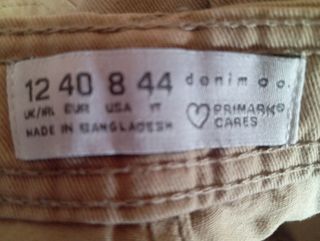 12 40 8 44 denim co.
UK/IRL EUR USA IT PRIMARK®
MADE IN BANGLADESH CARES